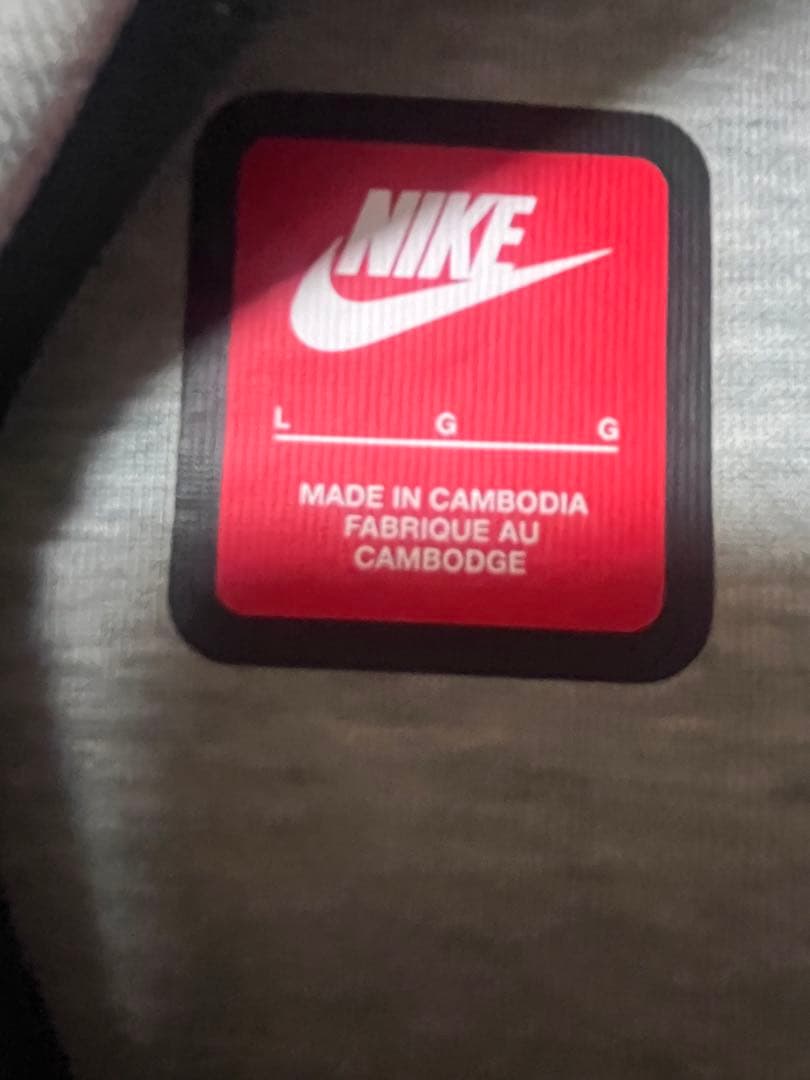 NIKE
L G G
MADE IN CAMBODIA
FABRIQUE AU
CAMBODGE